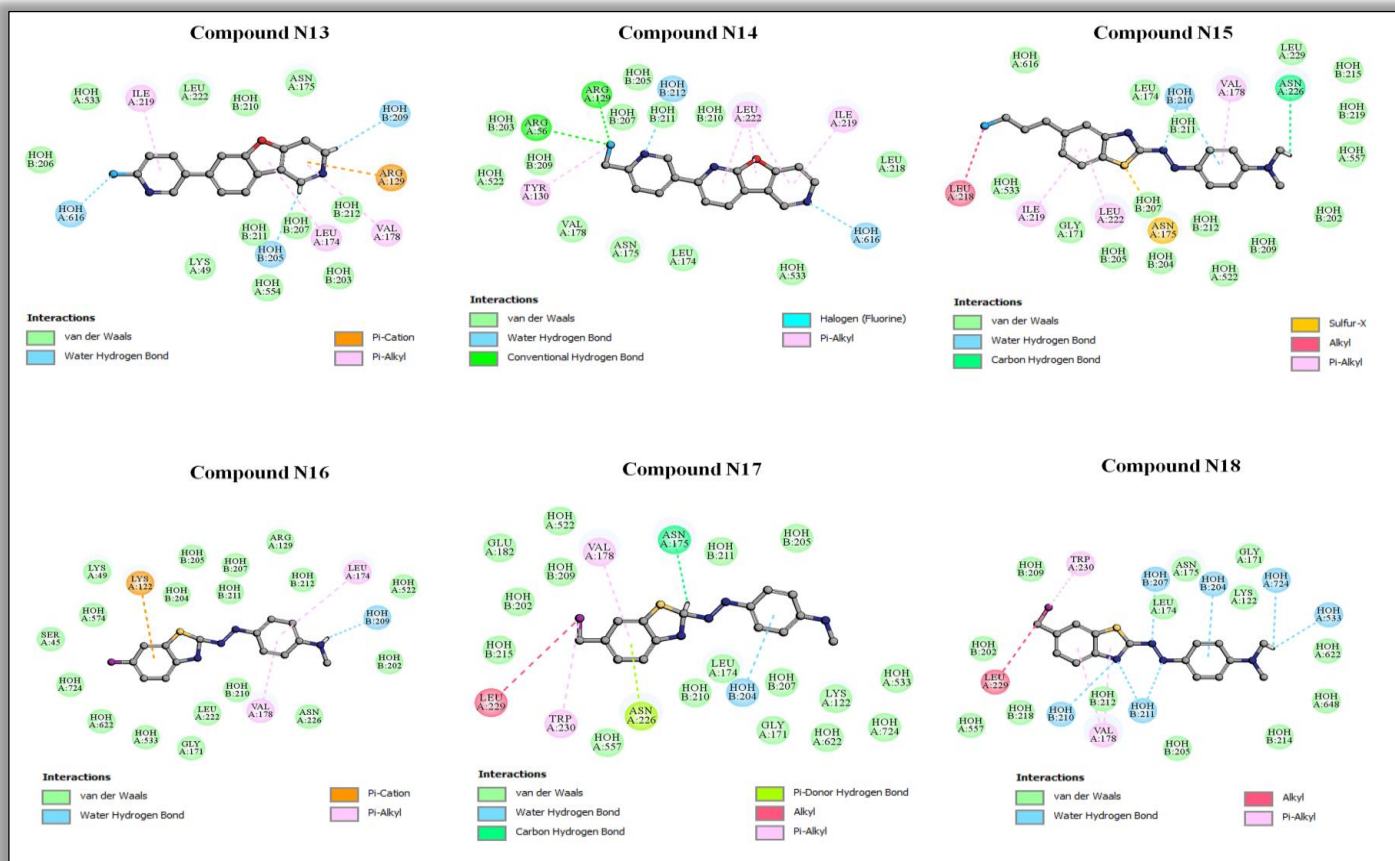 Compound N13
HOH
A:533
ILE
A:219
LEU
A:222
HOH
B:210
ASN
A:175
HOH
B:209
HOH
B:206
ARG
A:129
HOH
A:616
HOH
B:212
HOH
B:211
HOH
B:207
LEU
A:174
VAL
A:178
HOH
B:205
LYS
A:49
HOH
A:554
HOH
B:203
Interactions
van der Waals
Water Hydrogen Bond
Pi-Cation
Pi-Alkyl
Compound N14
HOH
B:205
HOH
B:212
ARG
A:129
HOH
B:203
ARG
A:56
HOH
B:207
HOH
B:211
HOH
B:210
LEU
A:222
ILE
A:219
HOH
B:209
HOH
A:522
TYR
A:130
LEU
A:218
VAL
A:178
ASN
A:175
LEU
A:174
HOH
A:533
HOH
A:616
Interactions
van der Waals
Water Hydrogen Bond
Conventional Hydrogen Bond
Halogen (Fluorine)
Pi-Alkyl
Compound N15
HOH
A:616
LEU
A:174
HOH
B:210
HOH
B:211
VAL
A:178
LEU
A:229
ASN
A:226
HOH
B:215
HOH
B:219
HOH
A:557
LEU
A:218
HOH
A:533
ILE
A:219
GLY
A:171
LEU
A:222
HOH
B:207
ASN
A:175
HOH
B:212
HOH
B:205
HOH
B:204
HOH
A:522
HOH
B:209
HOH
B:202
Interactions
van der Waals
Water Hydrogen Bond
Carbon Hydrogen Bond
Sulfur-X
Alkyl
Pi-Alkyl
Compound N16
LYS
A:49
LYS
A:122
HOH
B:205
HOH
B:207
ARG
A:129
HOH
B:204
HOH
B:211
HOH
B:212
LEU
A:174
HOH
A:522
HOH
A:574
HOH
B:209
SER
A:45
HOH
B:202
HOH
A:724
HOH
A:622
HOH
A:533
GLY
A:171
LEU
A:222
HOH
B:210
VAL
A:178
ASN
A:226
Interactions
van der Waals
Water Hydrogen Bond
Pi-Cation
Pi-Alkyl
Compound N17
GLU
A:182
HOH
A:522
HOH
B:209
VAL
A:178
ASN
A:175
HOH
B:211
HOH
B:205
HOH
B:202
HOH
B:215
LEU
A:229
TRP
A:230
HOH
A:557
ASN
A:226
HOH
B:210
LEU
A:174
HOH
B:204
HOH
B:207
GLY
A:171
LYS
A:122
HOH
A:622
HOH
A:724
HOH
A:533
Interactions
van der Waals
Water Hydrogen Bond
Carbon Hydrogen Bond
Pi-Donor Hydrogen Bond
Alkyl
Pi-Alkyl
Compound N18
HOH
B:209
TRP
A:230
HOH
B:207
ASN
A:175
HOH
B:204
GLY
A:171
HOH
A:724
LEU
A:174
LYS
A:122
HOH
A:533
HOH
B:202
LEU
A:229
HOH
A:557
HOH
B:218
HOH
B:210
HOH
B:212
VAL
A:178
HOH
B:211
HOH
B:205
HOH
A:622
HOH
A:648
HOH
B:214
Interactions
van der Waals
Water Hydrogen Bond
Alkyl
Pi-Alkyl